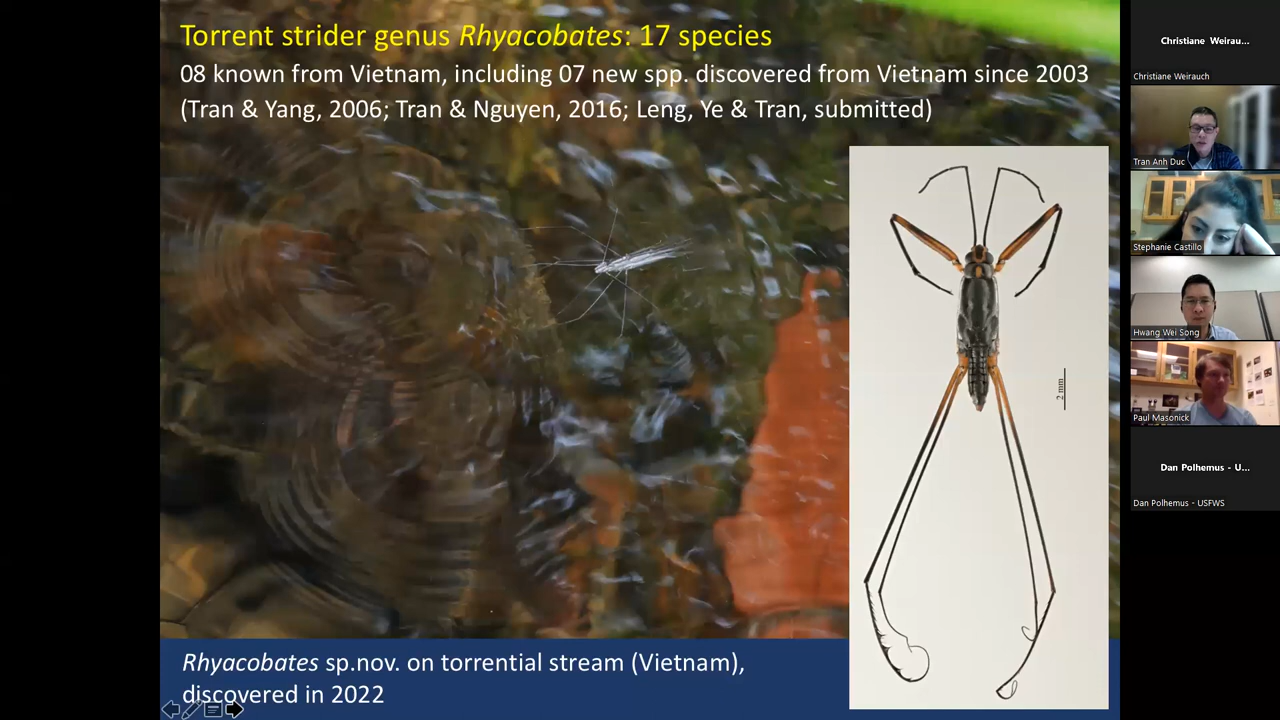 Torrent strider genus Rhyacobates: 17 species
08 known from Vietnam, including 07 new spp. discovered from Vietnam since 2003
(Tran & Yang, 2006; Tran & Nguyen, 2016; Leng, Ye & Tran, submitted)
2 mm
Rhyacobates sp.nov. on torrential stream (Vietnam),
discovered in 2022
Christiane Weirau...
Christiane Weirauch
Tran Anh Duc
Stephanie Castillo
Hwang Wei Song
Paul Masonick
Dan Polhemus - U...
Dan Polhemus - USFWS